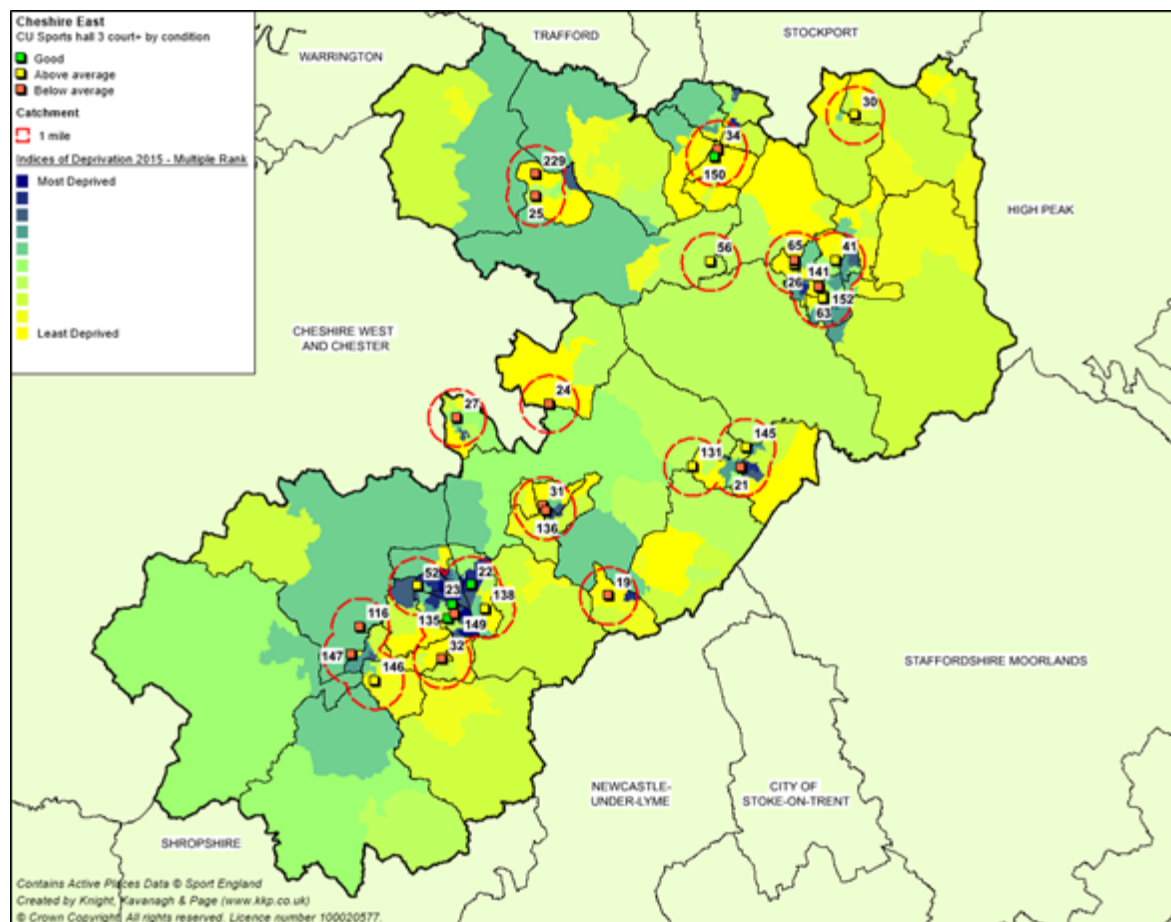 Cheshire East
CU Sports hall 3 court+ by condition
Good
Above average
Below average
Catchment
1 mile
Indices of Deprivation 2015 - Multiple Rank
Most Deprived
Least Deprived
WARRINGTON
TRAFFORD
STOCKPORT
HIGH PEAK
CHESHIRE WEST
AND CHESTER
30
34
150
229
25
56
65
41
26
141
152
63
24
27
145
131
21
31
136
52
22
23
19
138
135
149
116
147
32
146
STAFFORDSHIRE MOORLANDS
NEWCASTLE-
UNDER-LYME
CITY OF
STOKE-ON-TRENT
SHROPSHIRE
Contains Active Places Data © Sport England
Created by Knight, Kavanagh & Page (www.kkp.co.uk)
© Crown Copyright. All rights reserved. Licence number 100020577.